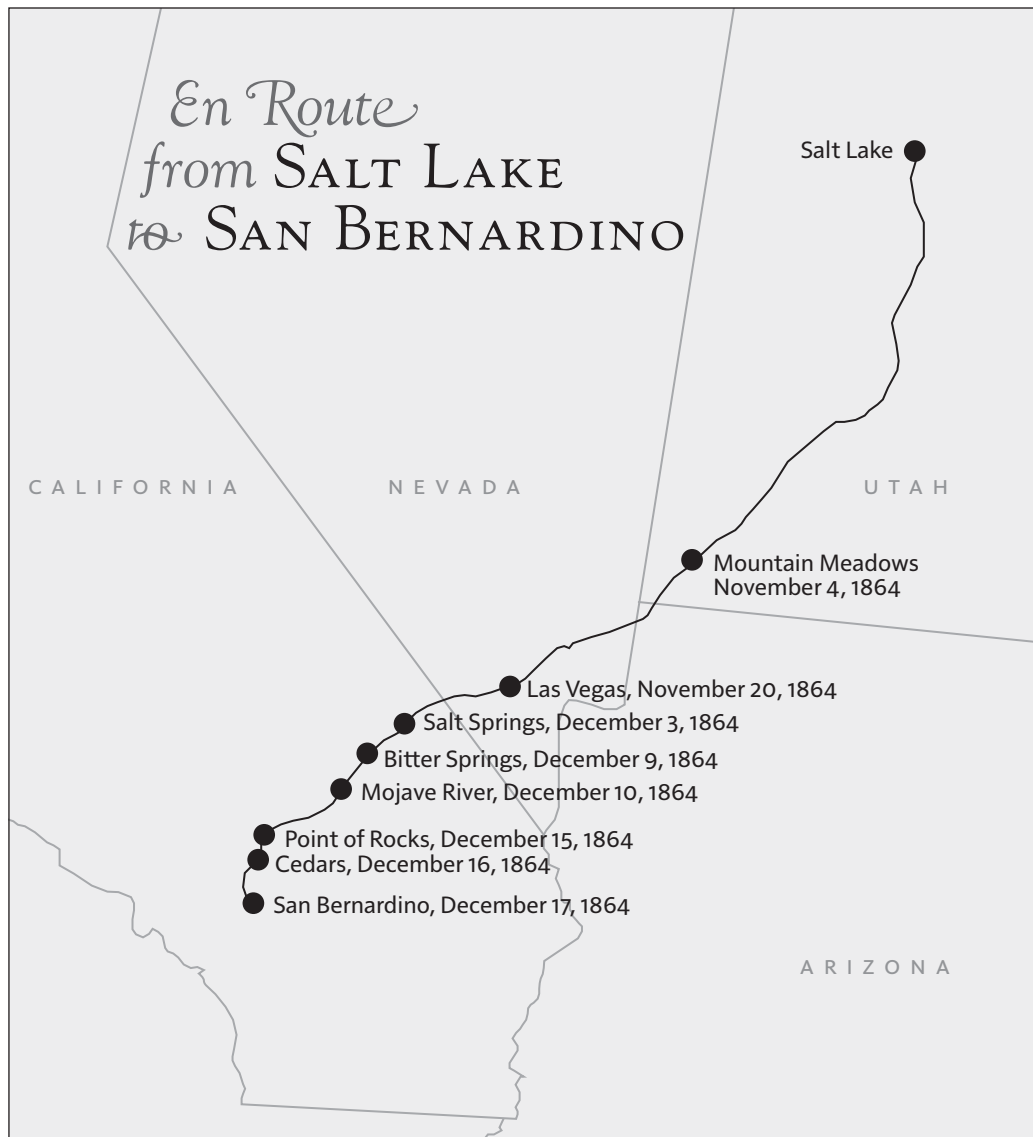 En Route
from Salt Lake
to San Bernardino
Salt Lake
CALIFORNIA
NEVADA
UTAH
Mountain Meadows
November 4, 1864
Las Vegas, November 20, 1864
Salt Springs, December 3, 1864
Bitter Springs, December 9, 1864
Mojave River, December 10, 1864
Point of Rocks, December 15, 1864
Cedars, December 16, 1864
San Bernardino, December 17, 1864
ARIZONA